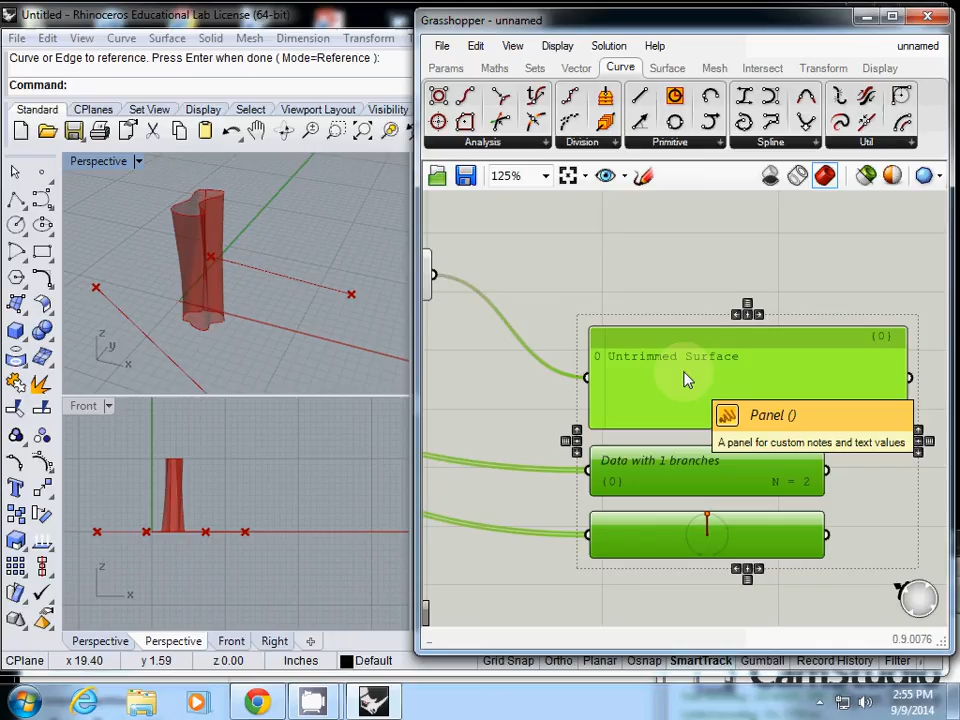 Untitled - Rhinoceros Educational Lab License (64-bit)
File Edit View Curve Surface Solid Mesh Dimension Transform
Curve or Edge to reference. Press Enter when done ( Mode=Reference ):
Command:
Standard CPlanes Set View Display Select Viewport Layout Visibility
Perspective
z
y
x
Front
z
x
Perspective Perspective Front Right
CPlane x 19.40 y 1.59 z 0.00 Inches Default Grid Snap Ortho Planar Osnap SmartTrack Gumball Record History Filter
Grasshopper - unnamed
File Edit View Display Solution Help unnamed
Params Maths Sets Vector Curve Surface Mesh Intersect Transform Display
Analysis Division Primitive Spline Util
125%
{0}
0 Untrimmed Surface
Panel ()
A panel for custom notes and text values
Data with 1 branches
{0} N = 2
0.9.0076
2:55 PM
9/9/2014